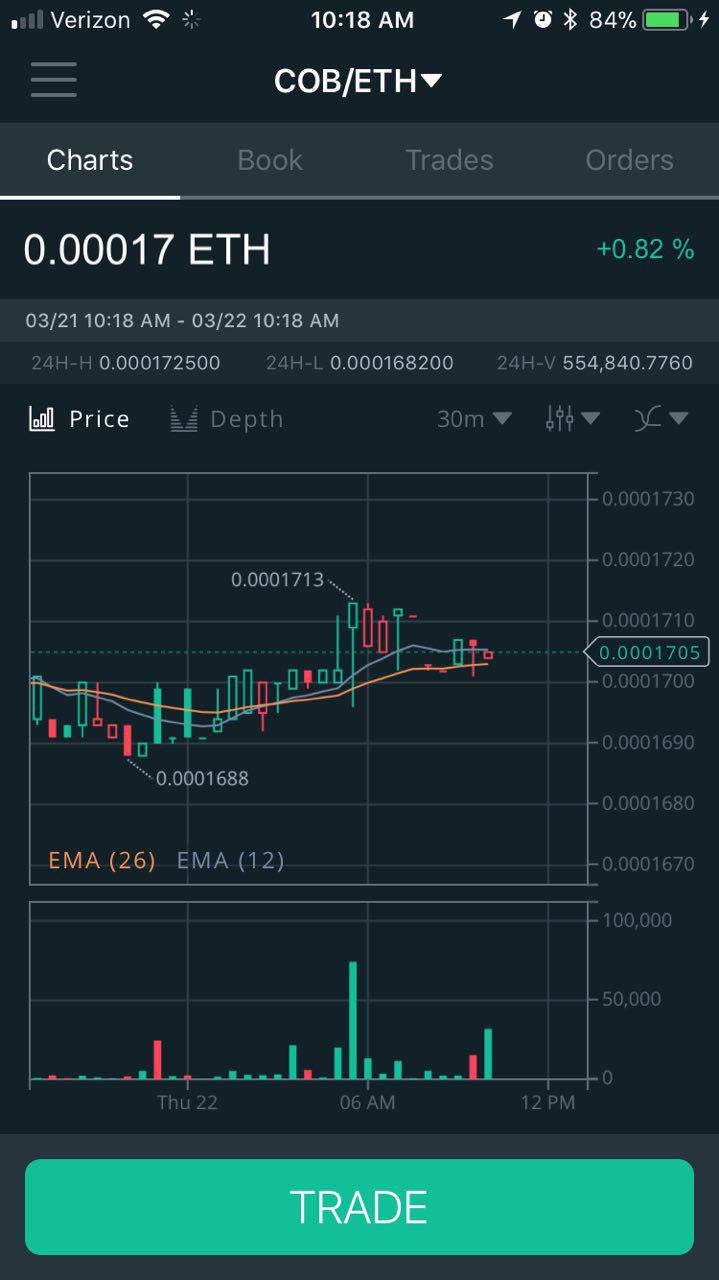 Verizon 10:18 AM 84%
COB/ETH
Charts Book Trades Orders
0.00017 ETH +0.82 %
03/21 10:18 AM - 03/22 10:18 AM
24H-H 0.000172500 24H-L 0.000168200 24H-V 554,840.7760
Price Depth 30m
0.0001730
0.0001720
0.0001713
0.0001710
0.0001705
0.0001700
0.0001690
0.0001688
0.0001680
EMA (26) EMA (12) 0.0001670
100,000
50,000
0
Thu 22 06 AM 12 PM
TRADE